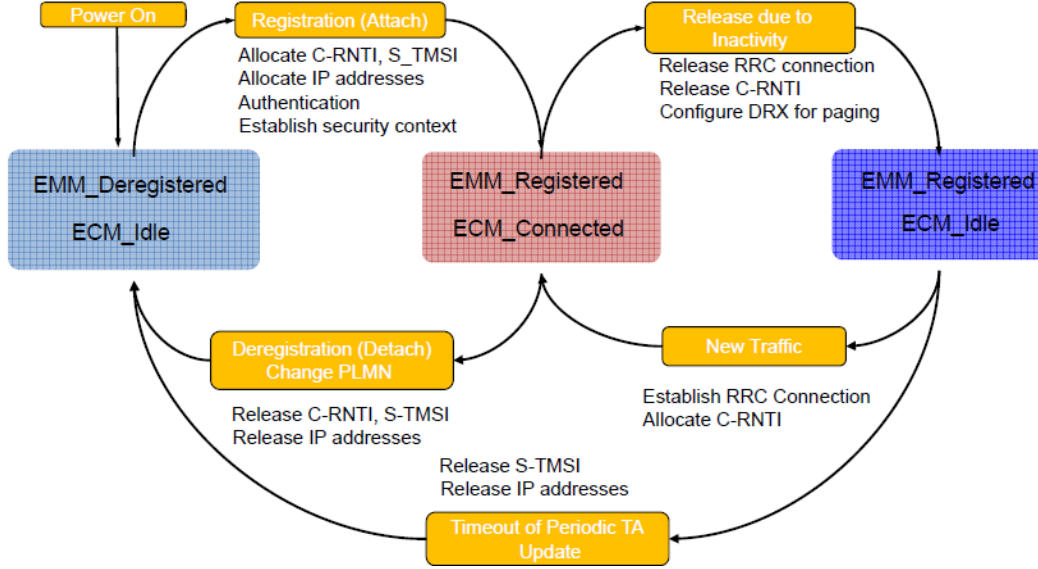 Power On
Registration (Attach)
Allocate C-RNTI, S_TMSI
Allocate IP addresses
Authentication
Establish security context
Release due to
Inactivity
Release RRC connection
Release C-RNTI
Configure DRX for paging
EMM_Deregistered
ECM_Idle
EMM_Registered
ECM_Connected
EMM_Registered
ECM_Idle
Deregistration (Detach)
Change PLMN
Release C-RNTI, S-TMSI
Release IP addresses
New Traffic
Establish RRC Connection
Allocate C-RNTI
Release S-TMSI
Release IP addresses
Timeout of Periodic TA
Update